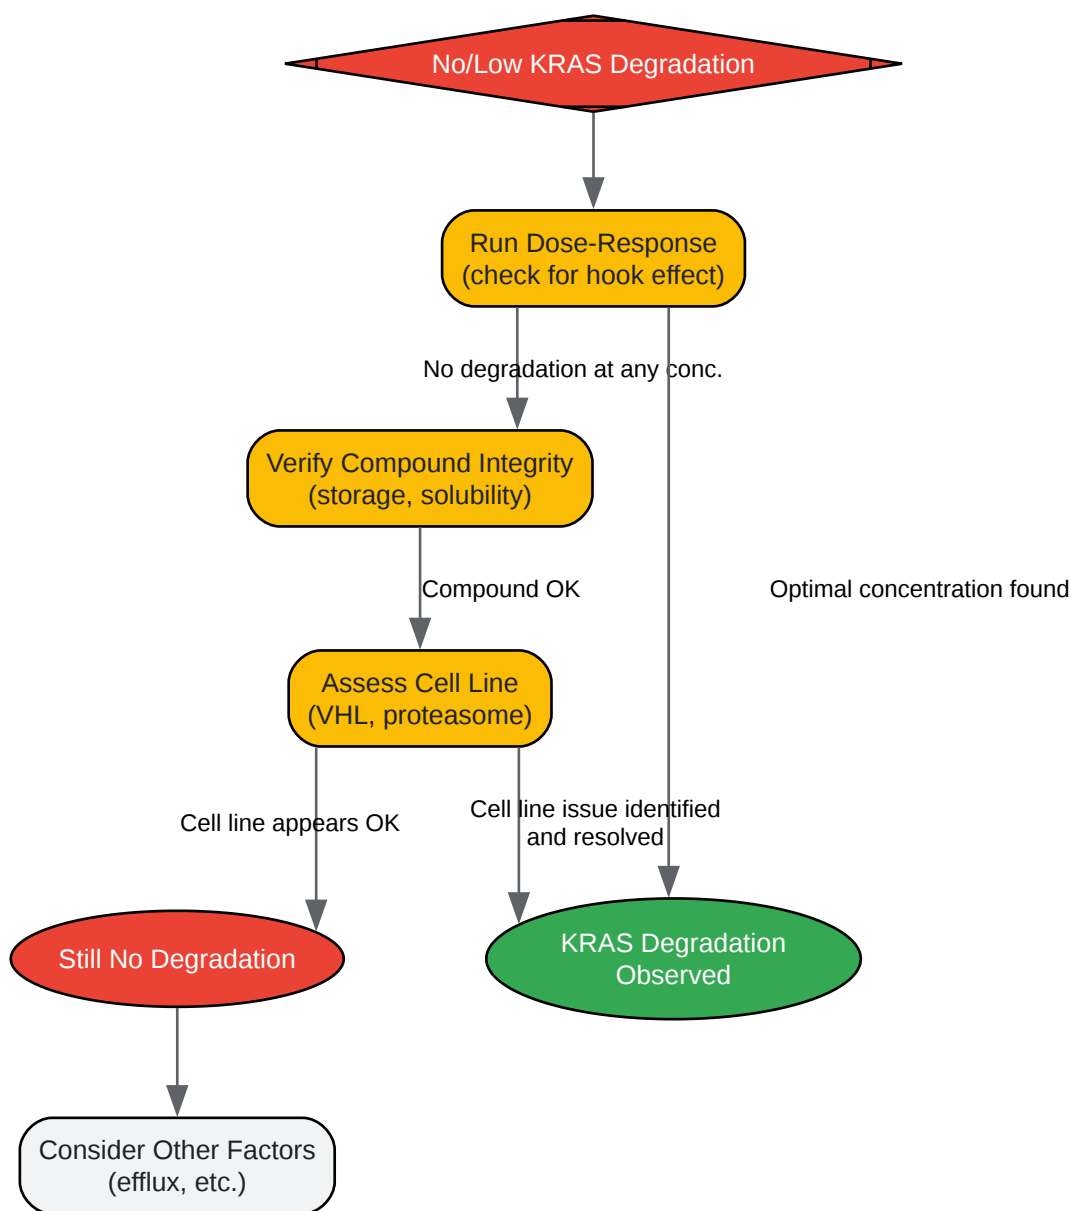 No/Low KRAS Degradation
Run Dose-Response
(check for hook effect)
No degradation at any conc.
Verify Compound Integrity
(storage, solubility)
Compound OK
Optimal concentration found
Assess Cell Line
(VHL, proteasome)
Cell line appears OK
Cell line issue identified
and resolved
Still No Degradation
KRAS Degradation
Observed
Consider Other Factors
(efflux, etc.)